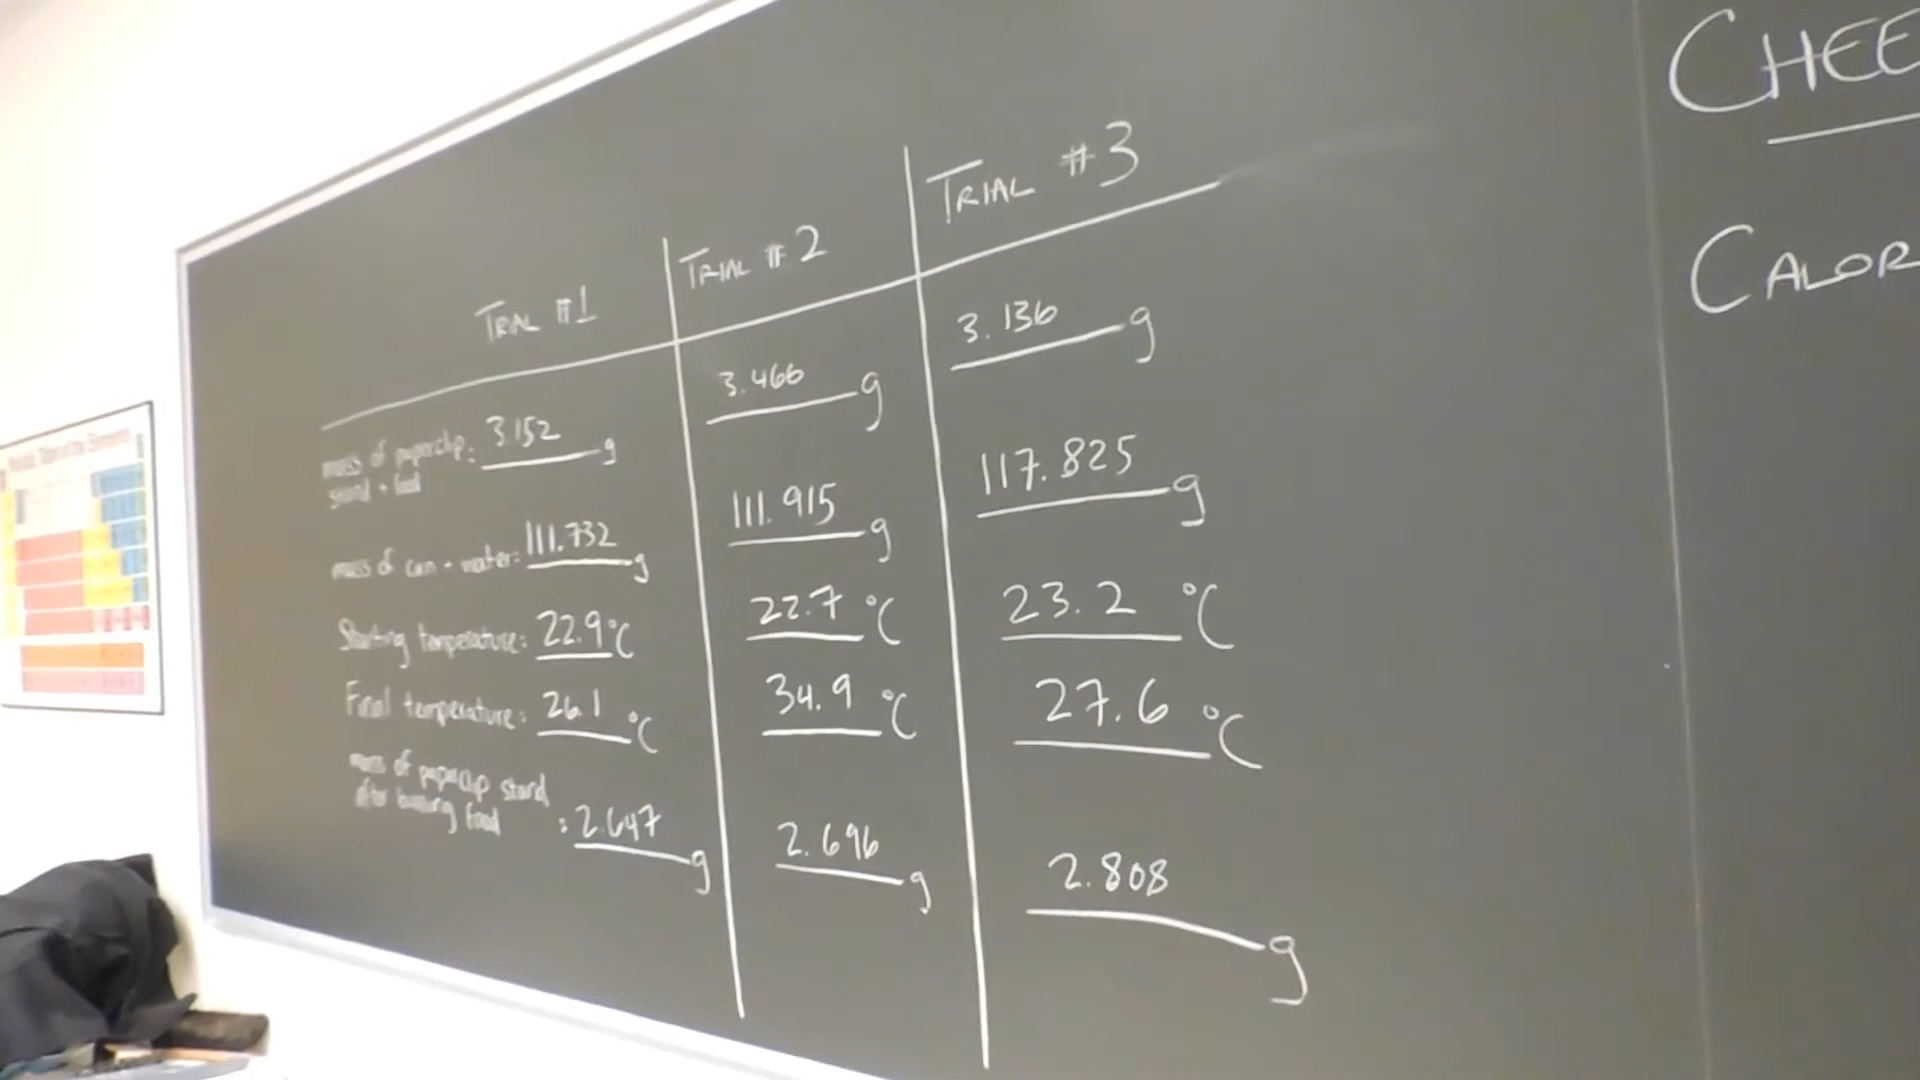 TRIAL #1
TRIAL #2
TRIAL #3
mass of paperclip stand + food : 3.152 g
3.466 g
3.136 g
mass of can + water: 111.732 g
111.915 g
117.825 g
Starting temperature: 22.9°C
22.7 °C
23.2 °C
Final temperature: 26.1 °C
34.9 °C
27.6 °C
mass of paperclip stand
after burning food : 2.647 g
2.696 g
2.808 g
CHEE
CALOR